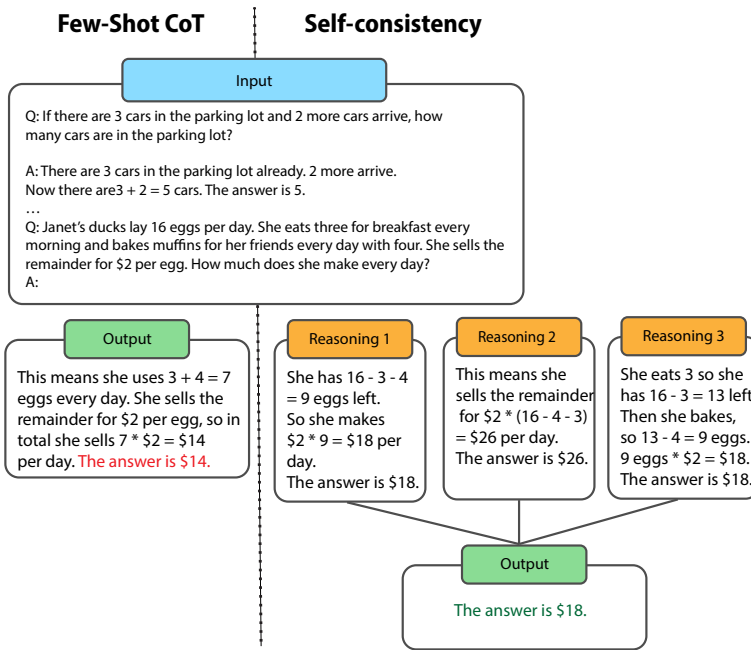 Few-Shot CoT
Self-consistency
Input
Q: If there are 3 cars in the parking lot and 2 more cars arrive, how
many cars are in the parking lot?
A: There are 3 cars in the parking lot already. 2 more arrive.
Now there are3 + 2 = 5 cars. The answer is 5.
...
Q: Janet's ducks lay 16 eggs per day. She eats three for breakfast every
morning and bakes muffins for her friends every day with four. She sells the
remainder for $2 per egg. How much does she make every day?
A:
Output
This means she uses 3 + 4 = 7
eggs every day. She sells the
remainder for $2 per egg, so in
total she sells 7 * $2 = $14
per day. The answer is $14.
Reasoning 1
She has 16 - 3 - 4
= 9 eggs left.
So she makes
$2 * 9 = $18 per
day.
The answer is $18.
Reasoning 2
This means she
sells the remainder
for $2 * (16 - 4 - 3)
= $26 per day.
The answer is $26.
Reasoning 3
She eats 3 so she
has 16 - 3 = 13 left
Then she bakes,
so 13 - 4 = 9 eggs.
9 eggs * $2 = $18.
The answer is $18.
Output
The answer is $18.